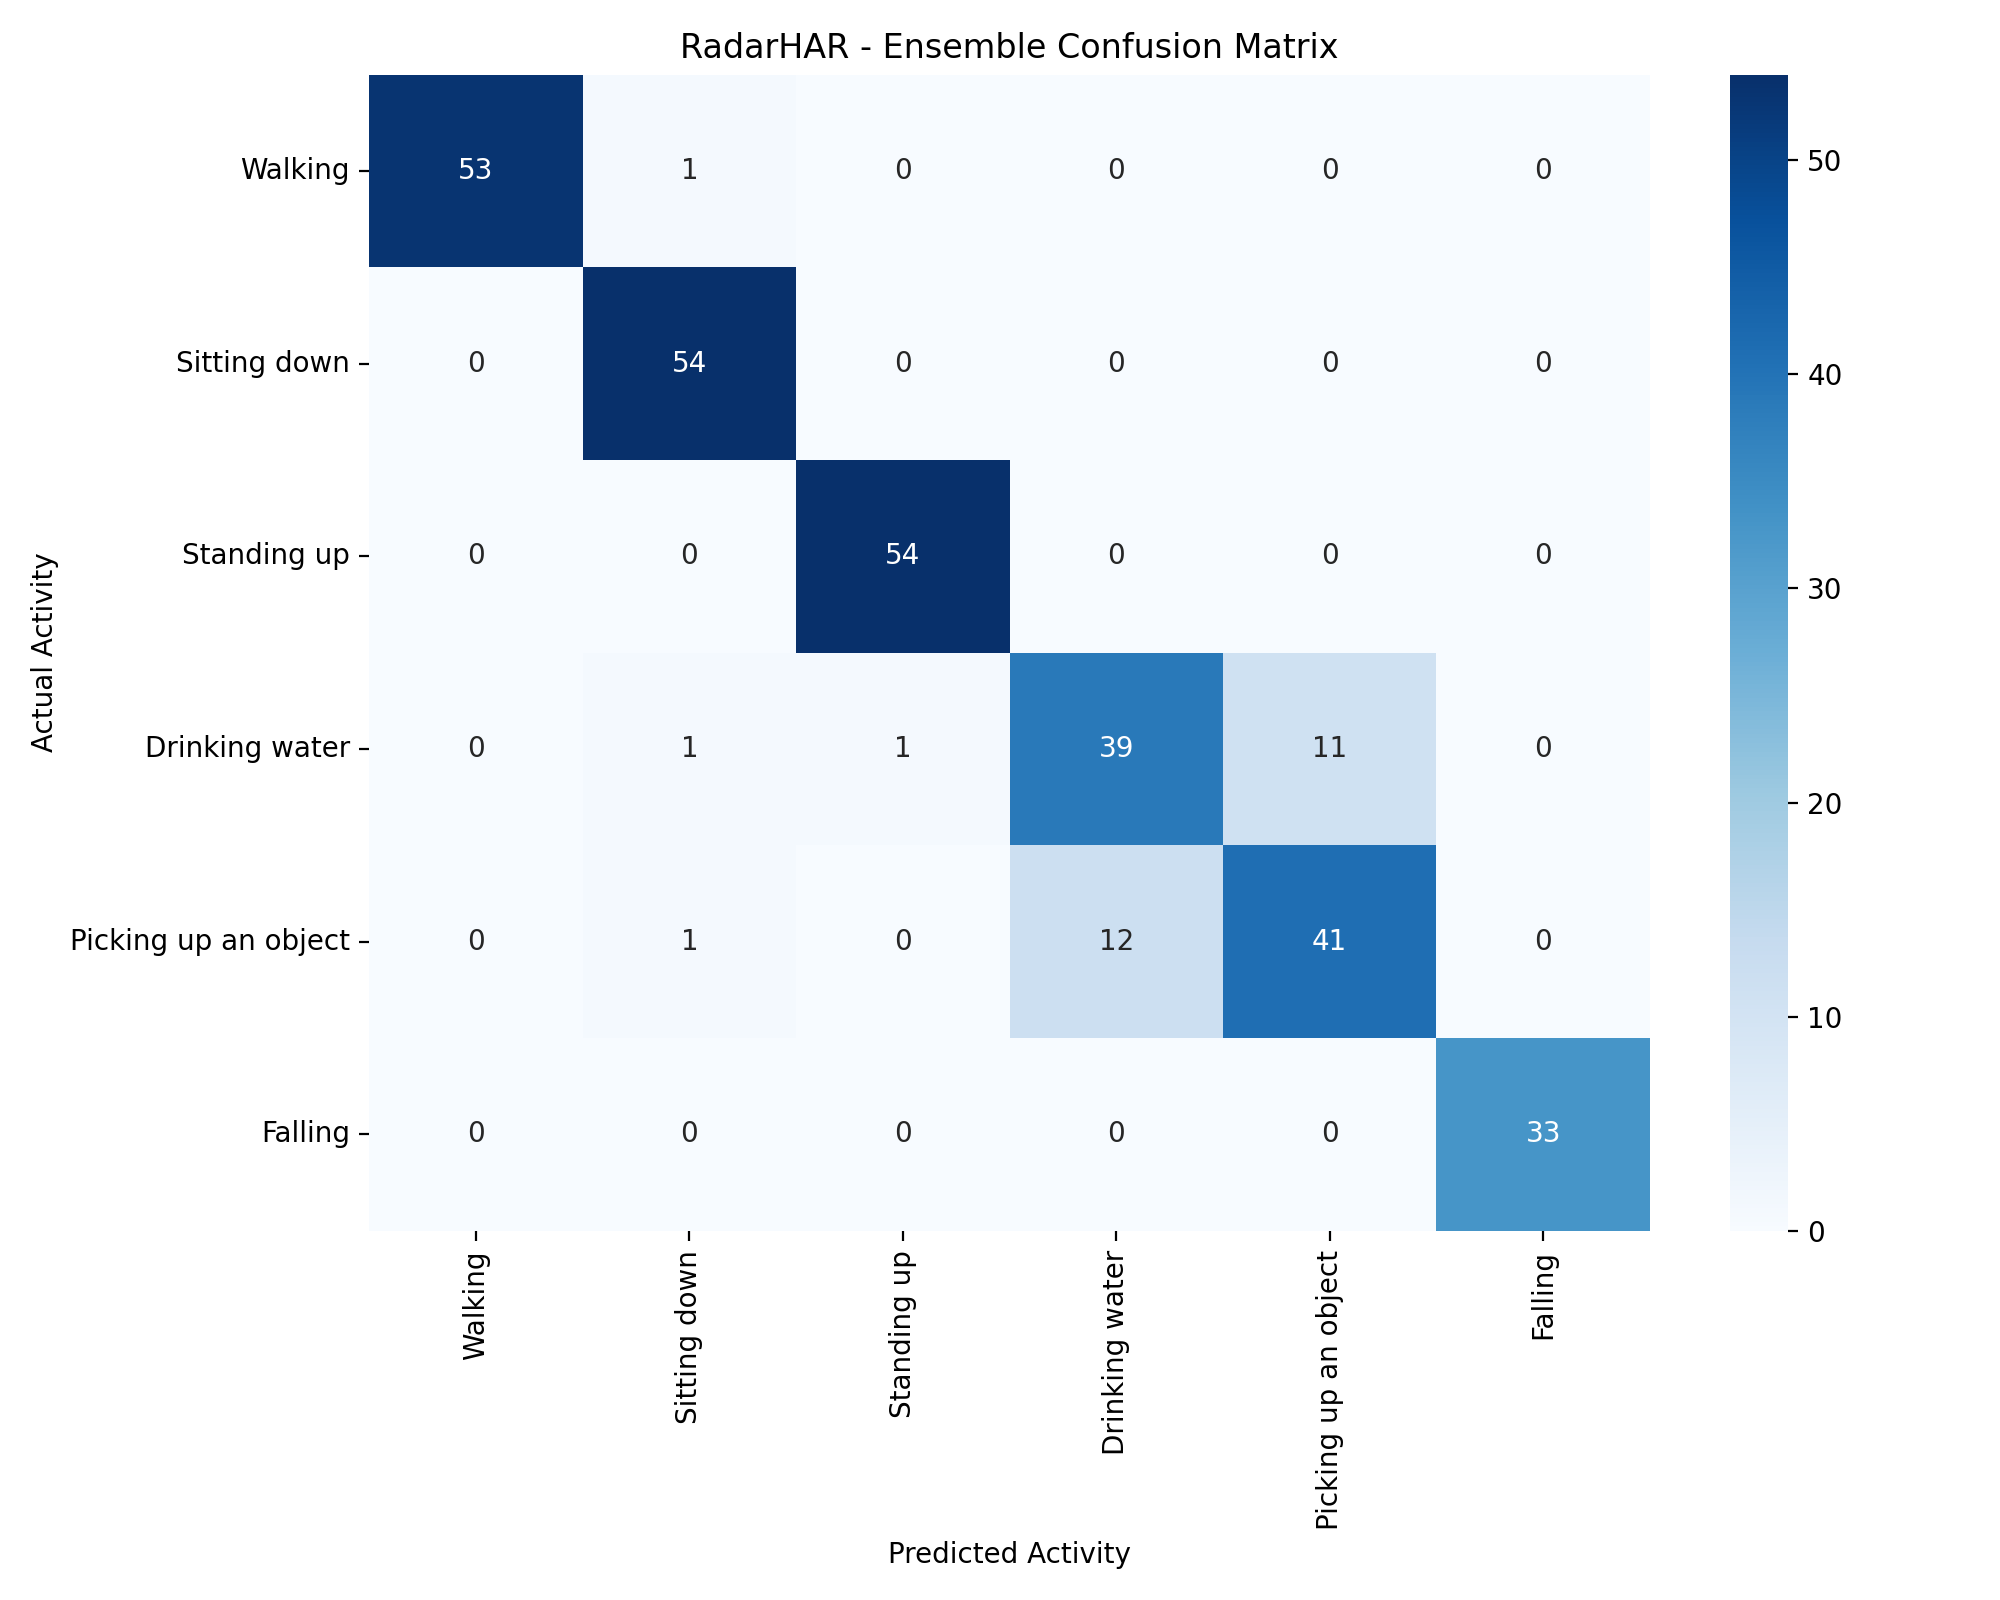 RadarHAR - Ensemble Confusion Matrix
Walking 53 1 0 0 0 0
Sitting down 0 54 0 0 0 0
Standing up 0 0 54 0 0 0
Drinking water 0 1 1 39 11 0
Picking up an object 0 1 0 12 41 0
Falling 0 0 0 0 0 33
Actual Activity
Walking
Sitting down
Standing up
Drinking water
Picking up an object
Falling
Predicted Activity
50
40
30
20
10
0